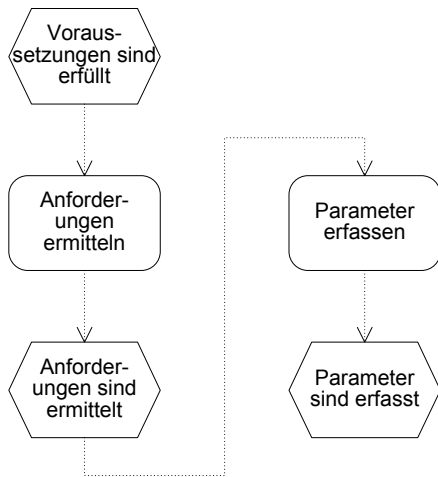 Voraus-
setzungen sind
erfüllt
Anforder-
ungen
ermitteln
Anforder-
ungen sind
ermittelt
Parameter
erfassen
Parameter
sind erfasst